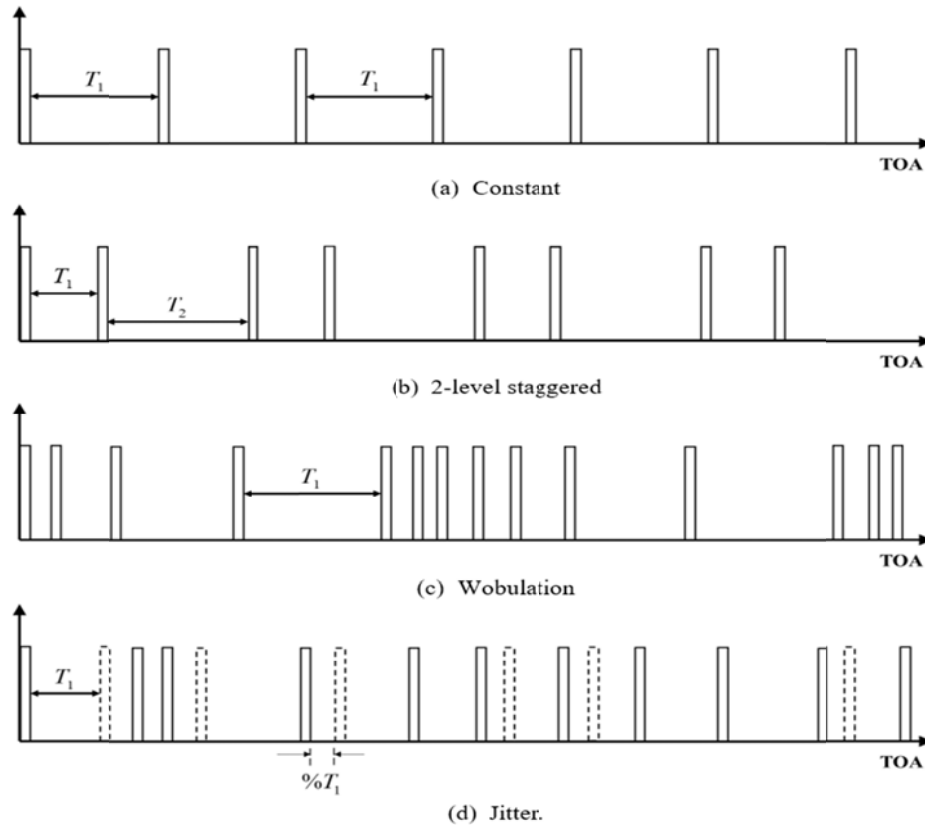 T₁ T₁
TOA
(a) Constant
T₁
T₂
TOA
(b) 2-level staggered
T₁
TOA
(c) Wobulation
T₁
TOA
%T₁
(d) Jitter.